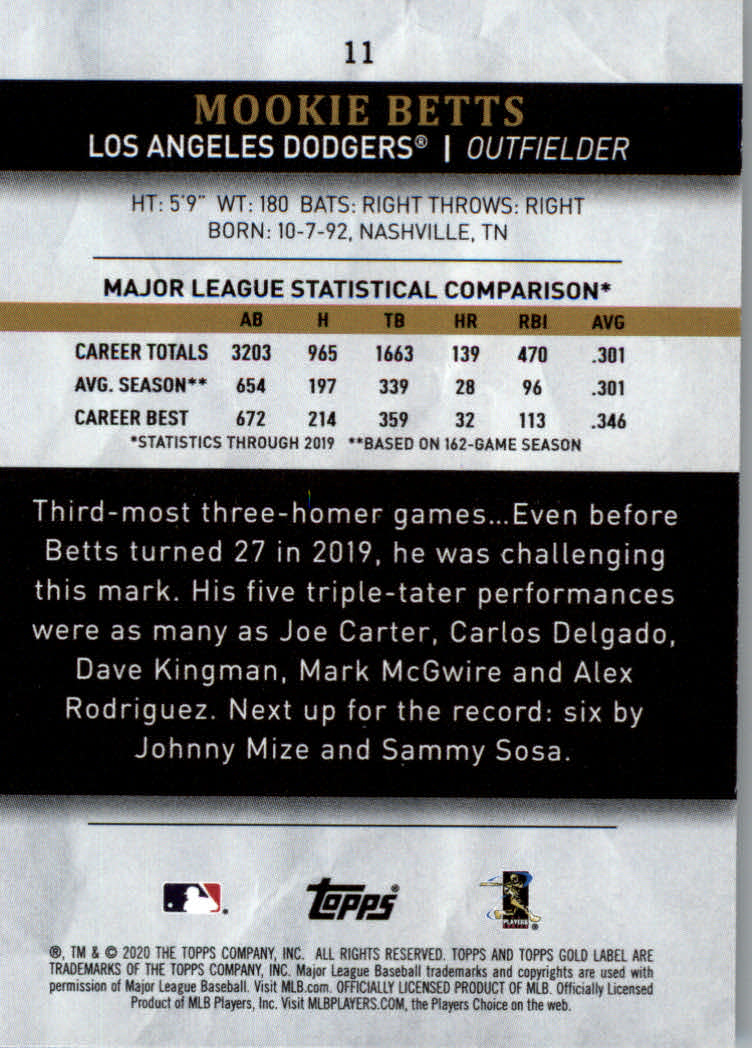 11
MOOKIE BETTS
LOS ANGELES DODGERS® | OUTFIELDER
HT: 5'9" WT: 180 BATS: RIGHT THROWS: RIGHT
BORN: 10-7-92, NASHVILLE, TN
MAJOR LEAGUE STATISTICAL COMPARISON*
AB H TB HR RBI AVG
CAREER TOTALS 3203 965 1663 139 470 .301
AVG. SEASON** 654 197 339 28 96 .301
CAREER BEST 672 214 359 32 113 .346
*STATISTICS THROUGH 2019 **BASED ON 162-GAME SEASON
Third-most three-homer games...Even before
Betts turned 27 in 2019, he was challenging
this mark. His five triple-tater performances
were as many as Joe Carter, Carlos Delgado,
Dave Kingman, Mark McGwire and Alex
Rodriguez. Next up for the record: six by
Johnny Mize and Sammy Sosa.
topps®
PLAYERS
®, TM & © 2020 THE TOPPS COMPANY, INC. ALL RIGHTS RESERVED. TOPPS AND TOPPS GOLD LABEL ARE
TRADEMARKS OF THE TOPPS COMPANY, INC. Major League Baseball trademarks and copyrights are used with
permission of Major League Baseball. Visit MLB.com. OFFICIALLY LICENSED PRODUCT OF MLB. Officially Licensed
Product of MLB Players, Inc. Visit MLBPLAYERS.COM, the Players Choice on the web.